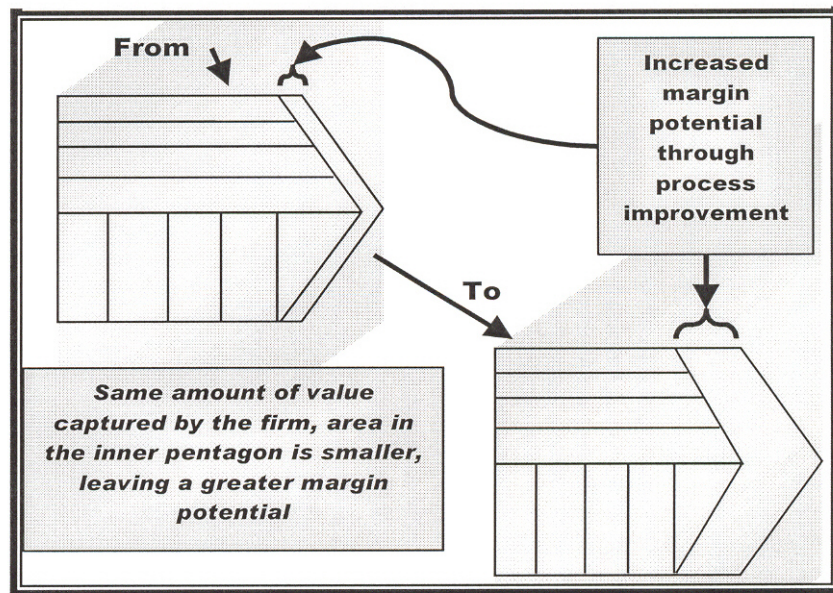 From
Increased
margin
potential
through
process
improvement
To
Same amount of value
captured by the firm, area in
the inner pentagon is smaller,
leaving a greater margin
potential